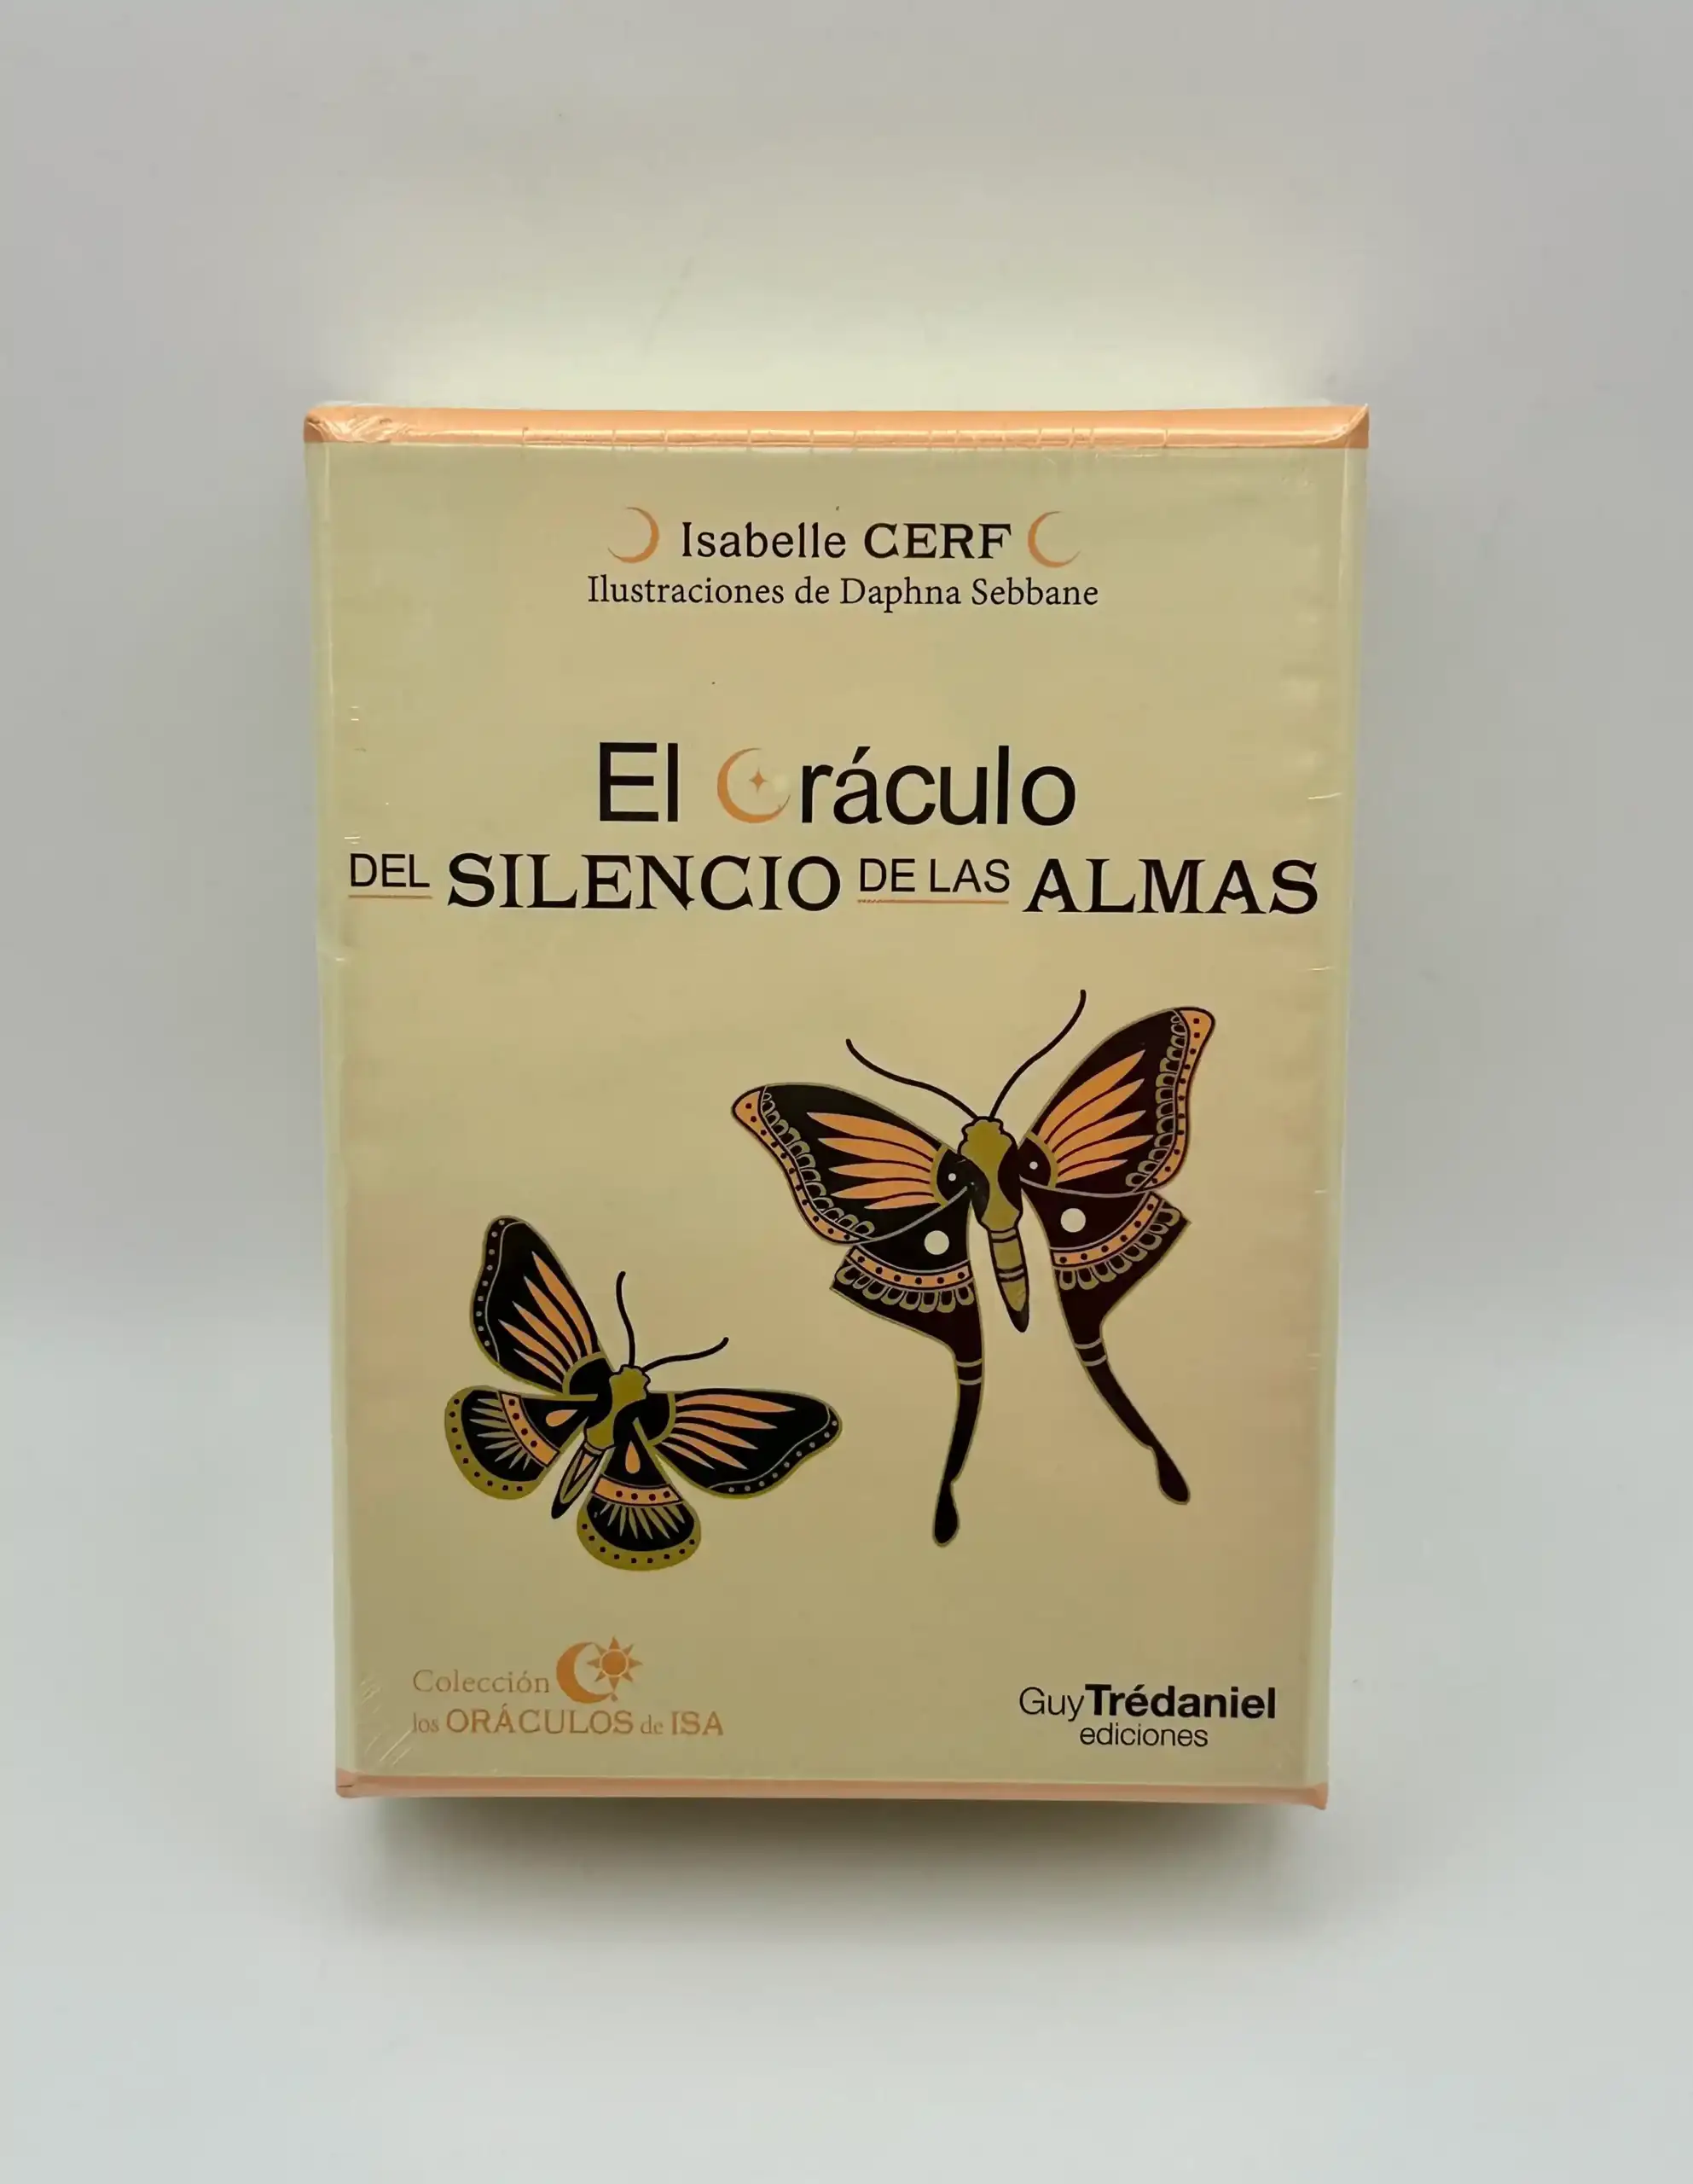 Isabelle CERF
Ilustraciones de Daphna Sebbane
El Oráculo
DEL SILENCIO DE LAS ALMAS
Colección
los ORÁCULOS de ISA
GuyTrédaniel
ediciones